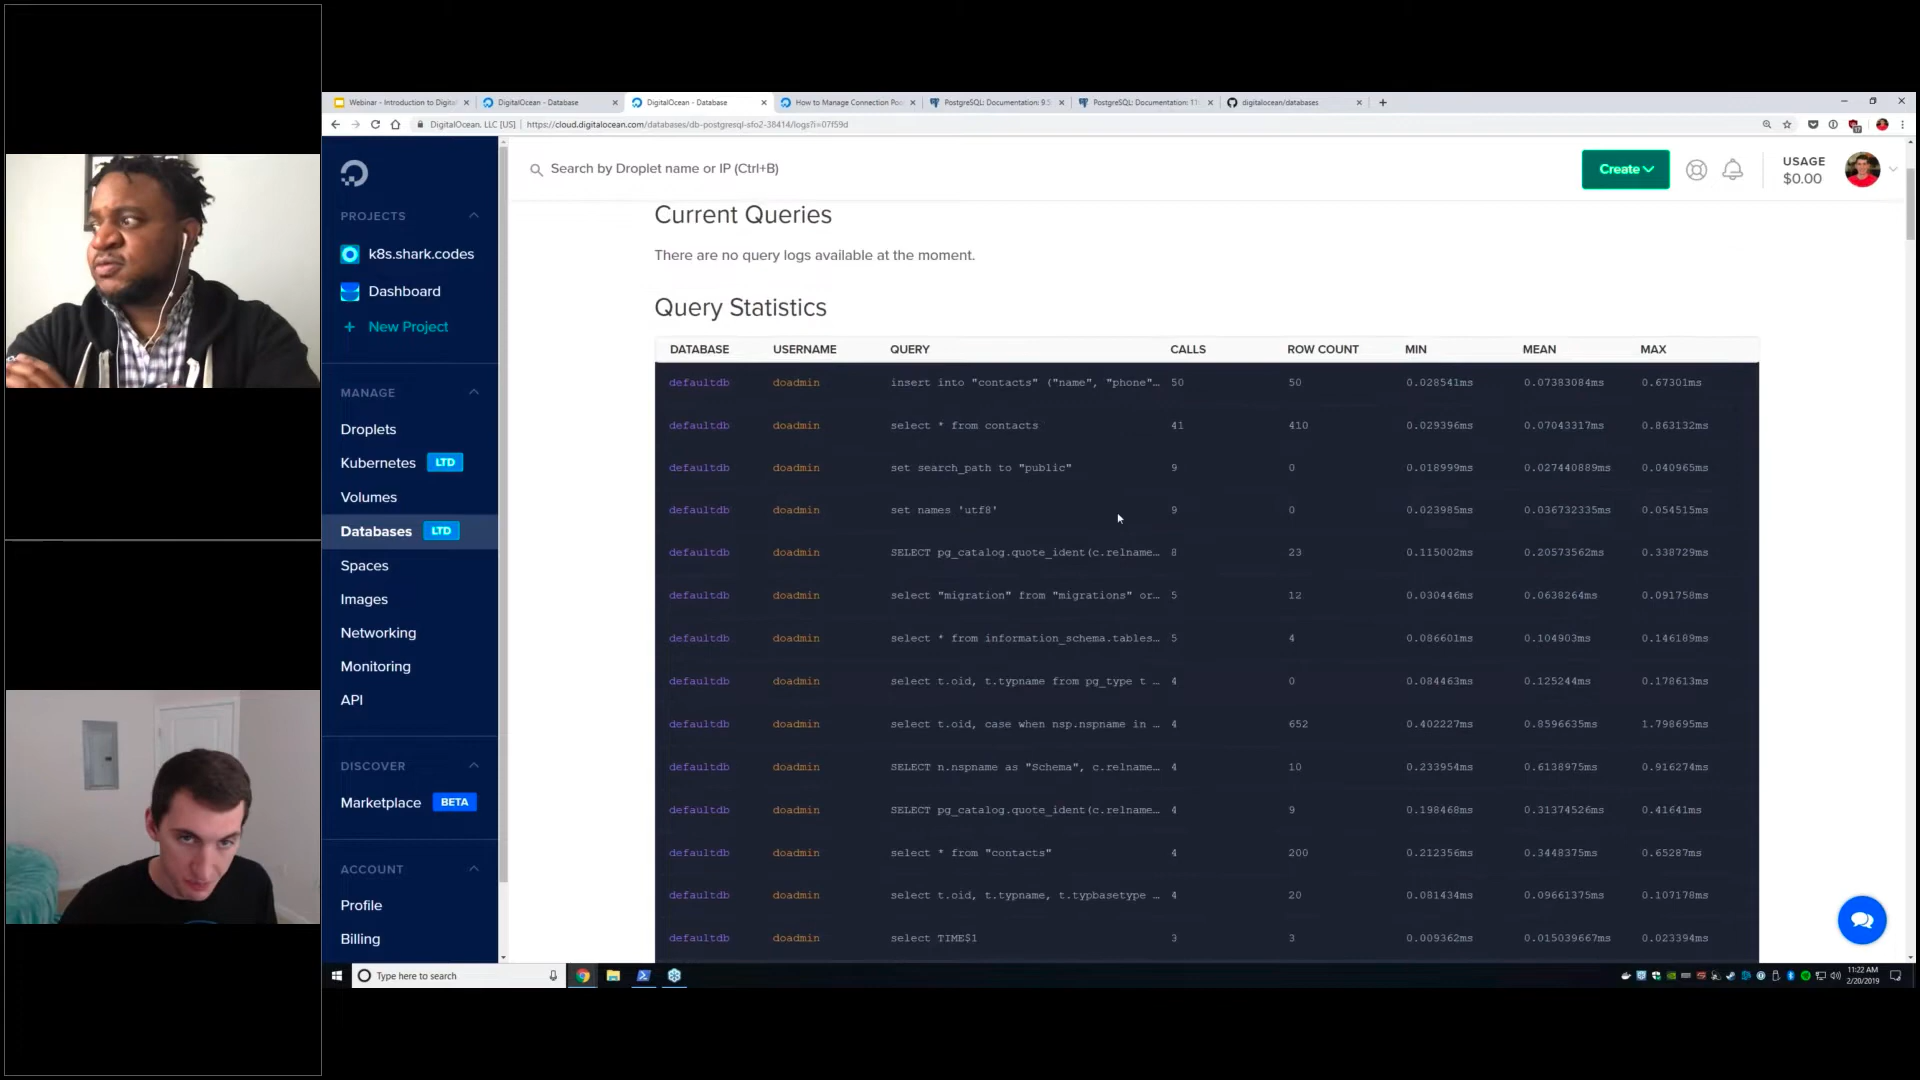 Webinar - Introduction to Digital
DigitalOcean - Database
DigitalOcean - Database
How to Manage Connection Poo
PostgreSQL: Documentation: 9.5
PostgreSQL: Documentation: 11
digitalocean/databases
DigitalOcean, LLC [US] | https://cloud.digitalocean.com/databases/db-postgresql-sfo2-38414/logs?i=07f59d
Search by Droplet name or IP (Ctrl+B)
Create
USAGE
$0.00
PROJECTS
k8s.shark.codes
Dashboard
+ New Project
MANAGE
Droplets
Kubernetes LTD
Volumes
Databases LTD
Spaces
Images
Networking
Monitoring
API
DISCOVER
Marketplace BETA
ACCOUNT
Profile
Billing
Current Queries
There are no query logs available at the moment.
Query Statistics
DATABASE USERNAME QUERY CALLS ROW COUNT MIN MEAN MAX
defaultdb doadmin insert into "contacts" ("name", "phone"… 50 50 0.028541ms 0.07383084ms 0.67301ms
defaultdb doadmin select * from contacts 41 410 0.029396ms 0.07043317ms 0.863132ms
defaultdb doadmin set search_path to "public" 9 0 0.018999ms 0.027440889ms 0.040965ms
defaultdb doadmin set names 'utf8' 9 0 0.023985ms 0.036732335ms 0.054515ms
defaultdb doadmin SELECT pg_catalog.quote_ident(c.relname… 8 23 0.115002ms 0.20573562ms 0.338729ms
defaultdb doadmin select "migration" from "migrations" or… 5 12 0.030446ms 0.0638264ms 0.091758ms
defaultdb doadmin select * from information_schema.tables… 5 4 0.086601ms 0.104903ms 0.146189ms
defaultdb doadmin select t.oid, t.typname from pg_type t … 4 0 0.084463ms 0.125244ms 0.178613ms
defaultdb doadmin select t.oid, case when nsp.nspname in … 4 652 0.402227ms 0.8596635ms 1.798695ms
defaultdb doadmin SELECT n.nspname as "Schema", c.relname… 4 10 0.233954ms 0.6138975ms 0.916274ms
defaultdb doadmin SELECT pg_catalog.quote_ident(c.relname… 4 9 0.198468ms 0.31374526ms 0.41641ms
defaultdb doadmin select * from "contacts" 4 200 0.212356ms 0.3448375ms 0.65287ms
defaultdb doadmin select t.oid, t.typname, t.typbasetype … 4 20 0.081434ms 0.09661375ms 0.107178ms
defaultdb doadmin select TIME$1 3 3 0.009362ms 0.015039667ms 0.023394ms
Type here to search
11:22 AM
2/20/2019